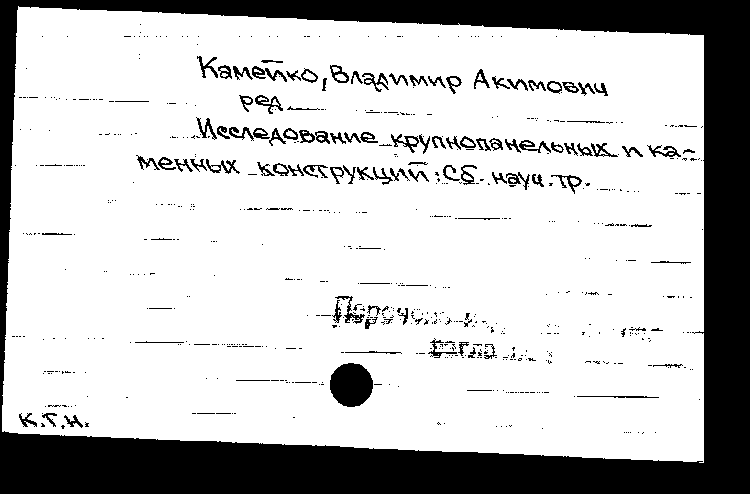 Камейко, Владимир Акимович
ред.
Исследование крупнопанельных и ка-
менных конструкций: Сб. науч. тр.
К.Т.Н.